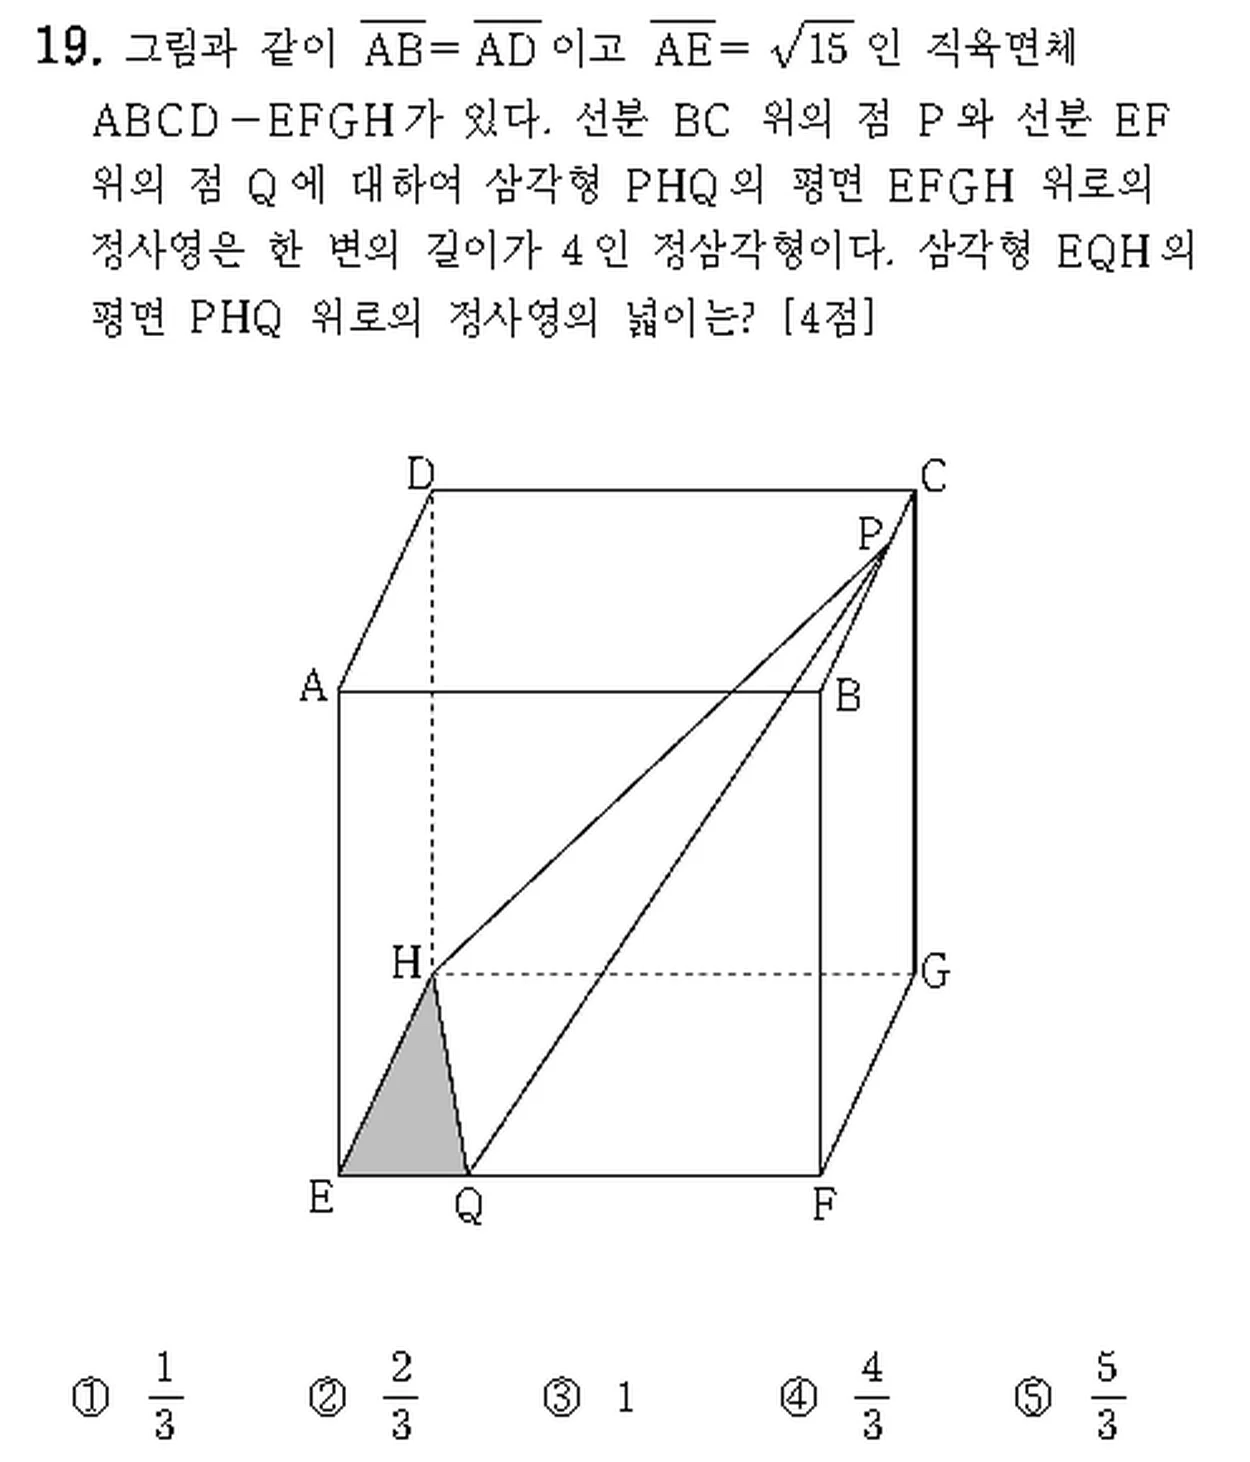 19. 그림과 같이 AB = AD 이고 AE = √15 인 직육면체
ABCD-EFGH가 있다. 선분 BC 위의 점 P와 선분 EF
위의 점 Q에 대하여 삼각형 PHQ의 평면 EFGH 위로의
정사영은 한 변의 길이가 4인 정삼각형이다. 삼각형 EQH의
평면 PHQ 위로의 정사영의 넓이는? [4점]
D
C
P
A
B
H
G
E
Q
F
① 1/3 ② 2/3 ③ 1 ④ 4/3 ⑤ 5/3